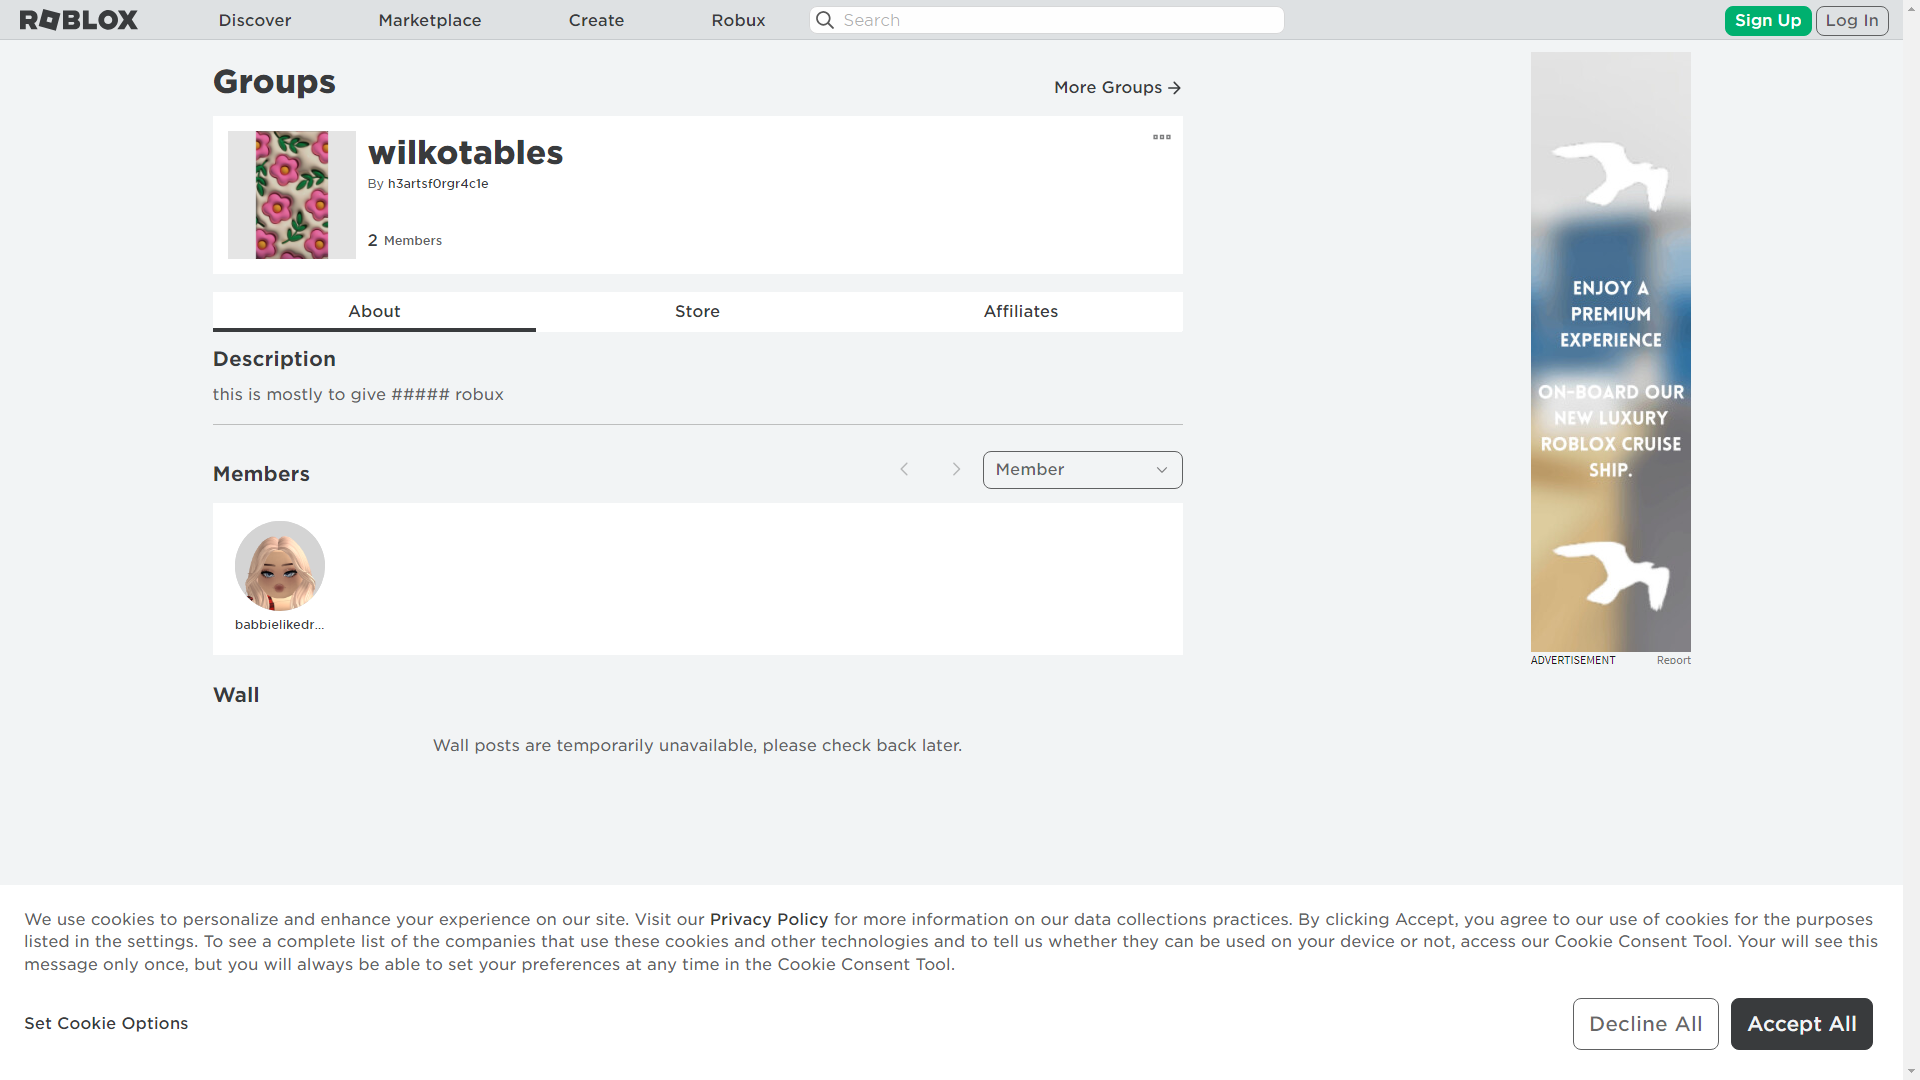 ROBLOX
Discover
Marketplace
Create
Robux
Search
Sign Up
Log In
Groups
More Groups
wilkotables
By h3artsf0rgr4c1e
2 Members
About
Store
Affiliates
Description
this is mostly to give ##### robux
Members
Member
babbielikedr...
Wall
Wall posts are temporarily unavailable, please check back later.
ENJOY A
PREMIUM
EXPERIENCE
ON-BOARD OUR
NEW LUXURY
ROBLOX CRUISE
SHIP.
ADVERTISEMENT
Report
We use cookies to personalize and enhance your experience on our site. Visit our Privacy Policy for more information on our data collections practices. By clicking Accept, you agree to our use of cookies for the purposes
listed in the settings. To see a complete list of the companies that use these cookies and other technologies and to tell us whether they can be used on your device or not, access our Cookie Consent Tool. Your will see this
message only once, but you will always be able to set your preferences at any time in the Cookie Consent Tool.
Set Cookie Options
Decline All
Accept All